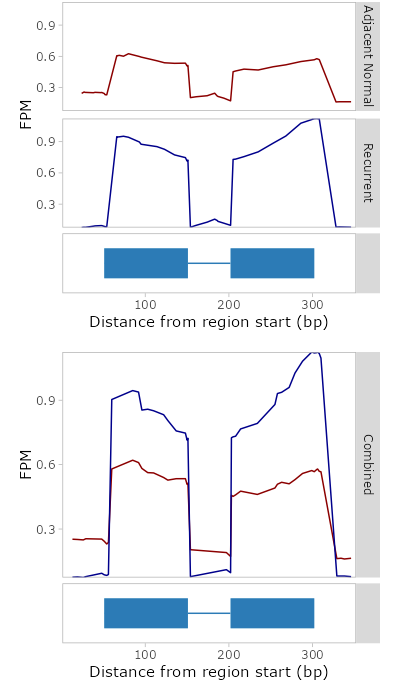 0.9
0.6
0.3
Adjacent Normal
FPM
0.9
0.6
0.3
Recurrent
100 200 300
Distance from region start (bp)
0.9
0.6
0.3
FPM
Combined
100 200 300
Distance from region start (bp)